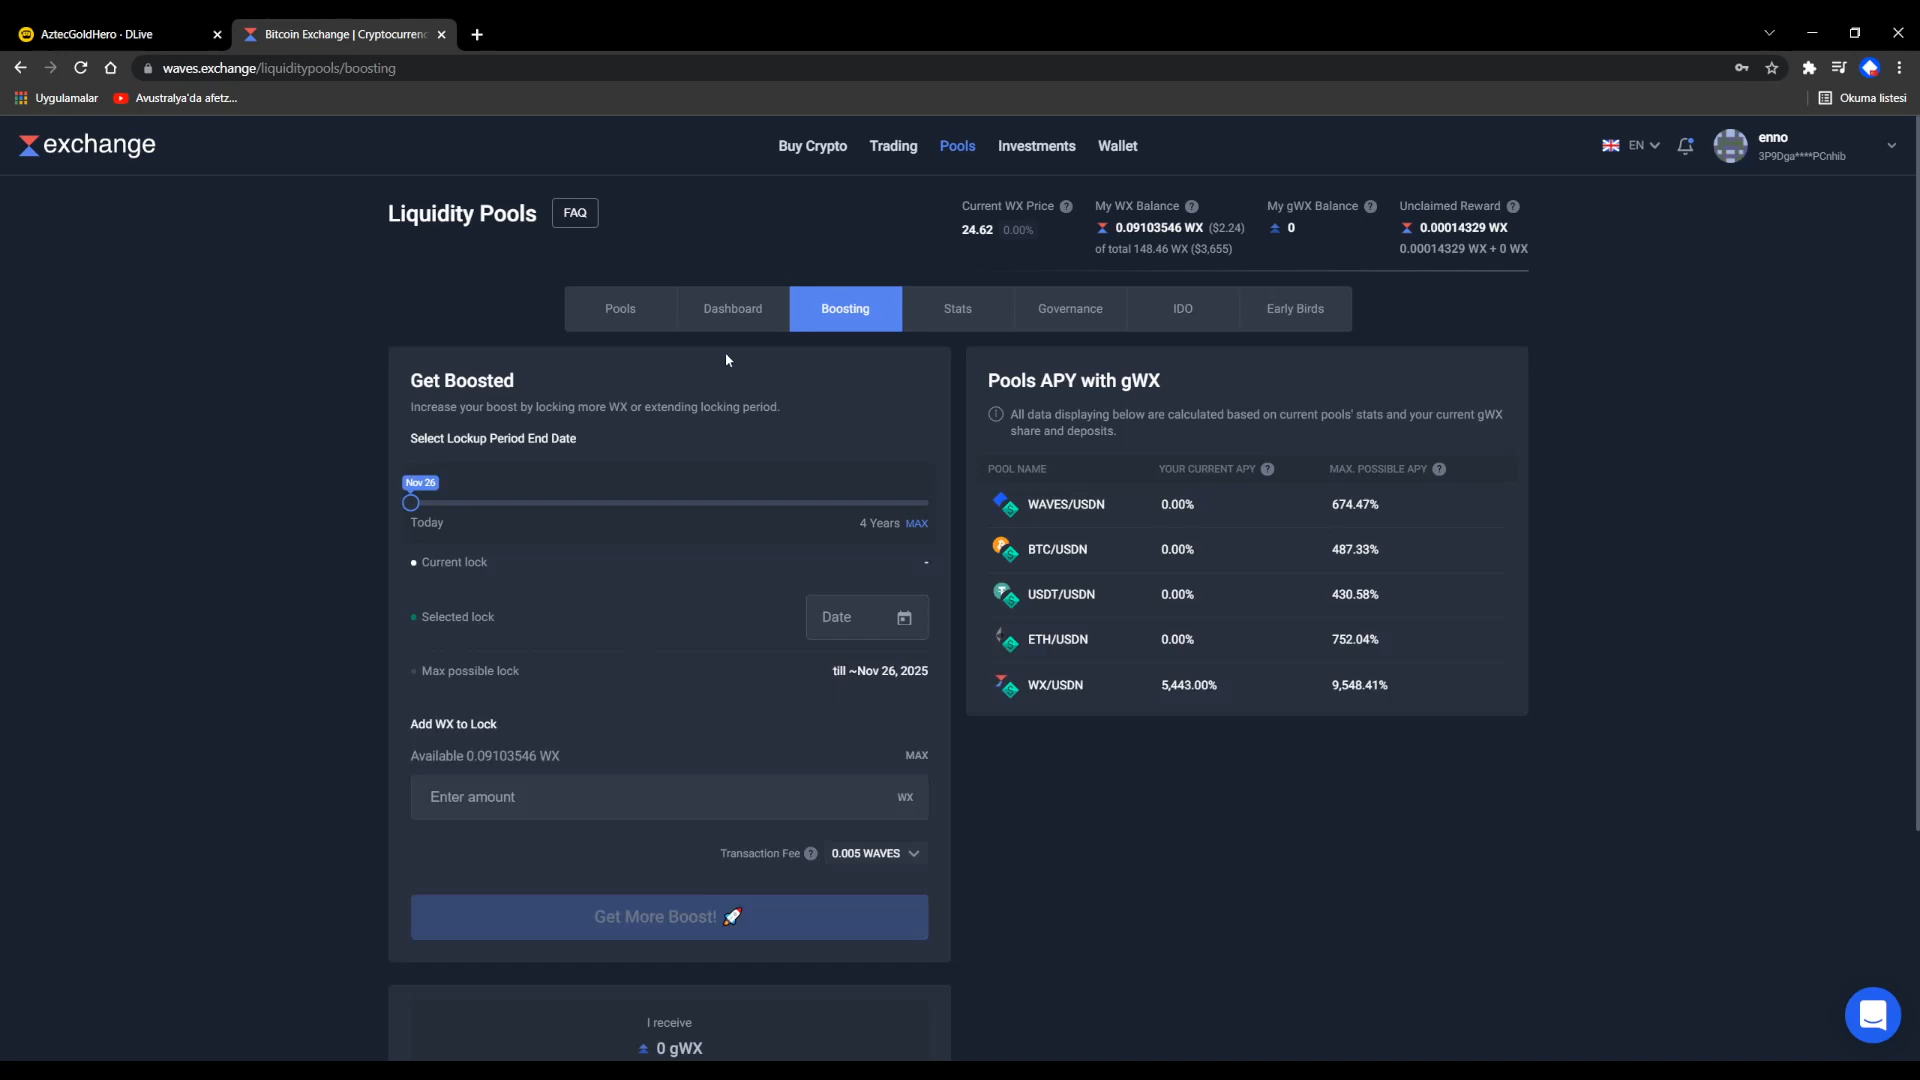 AztecGoldHero · DLive
Bitcoin Exchange | Cryptocurrenc
waves.exchange/liquiditypools/boosting
Uygulamalar
Avustralya'da afetz...
Okuma listesi
exchange
Buy Crypto
Trading
Pools
Investments
Wallet
EN
enno
3P9Dga****PCnhib
Liquidity Pools
FAQ
Current WX Price
24.62 0.00%
My WX Balance
0.09103546 WX ($2.24)
of total 148.46 WX ($3,655)
My gWX Balance
0
Unclaimed Reward
0.00014329 WX
0.00014329 WX + 0 WX
Pools
Dashboard
Boosting
Stats
Governance
IDO
Early Birds
Get Boosted
Increase your boost by locking more WX or extending locking period.
Select Lockup Period End Date
Nov 26
Today
4 Years MAX
Current lock -
Selected lock
Date
Max possible lock
till ~Nov 26, 2025
Add WX to Lock
Available 0.09103546 WX
MAX
Enter amount
WX
Transaction Fee 0.005 WAVES
Get More Boost! 🚀
I receive
0 gWX
Pools APY with gWX
All data displaying below are calculated based on current pools' stats and your current gWX
share and deposits.
POOL NAME YOUR CURRENT APY MAX. POSSIBLE APY
WAVES/USDN 0.00% 674.47%
BTC/USDN 0.00% 487.33%
USDT/USDN 0.00% 430.58%
ETH/USDN 0.00% 752.04%
WX/USDN 5,443.00% 9,548.41%